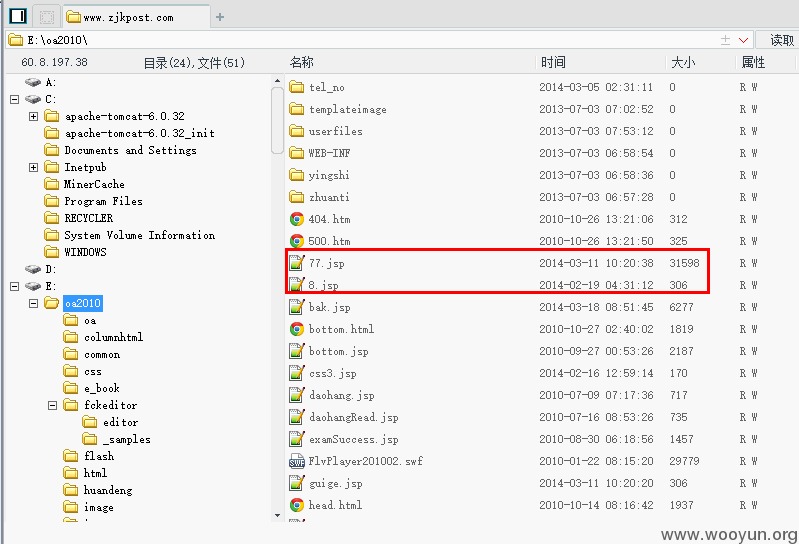 www.zjkpost.com
E:\oa2010\
读取
60.8.197.38 目录(24),文件(51) 名称 时间 大小 属性
A:
C:
apache-tomcat-6.0.32
apache-tomcat-6.0.32_init
Documents and Settings
Inetpub
MinerCache
Program Files
RECYCLER
System Volume Information
WINDOWS
D:
E:
oa2010
oa
columnhtml
common
css
e_book
fckeditor
editor
_samples
flash
html
huandeng
image
tel_no 2014-03-05 02:31:11 0 R W
templateimage 2013-07-03 07:02:52 0 R W
userfiles 2013-07-03 07:53:12 0 R W
WEB-INF 2013-07-03 06:58:54 0 R W
yingshi 2013-07-03 06:58:36 0 R W
zhuanti 2013-07-03 06:57:28 0 R W
404.htm 2010-10-26 13:21:06 312 R W
500.htm 2010-10-26 13:21:50 325 R W
77.jsp 2014-03-11 10:20:38 31598 R W
8.jsp 2014-02-19 04:31:12 306 R W
bak.jsp 2014-03-18 08:51:45 6277 R W
bottom.html 2010-10-27 02:40:02 1819 R W
bottom.jsp 2010-09-27 00:53:26 2187 R W
css3.jsp 2014-02-16 12:59:14 170 R W
daohang.jsp 2010-07-09 07:17:36 717 R W
daohangRead.jsp 2010-07-16 08:53:26 735 R W
examSuccess.jsp 2010-08-30 06:18:56 1457 R W
FlvPlayer201002.swf 2010-01-22 08:15:20 29779 R W
guige.jsp 2014-03-11 10:20:20 306 R W
head.html 2010-10-14 08:16:42 1937 R W
www.wooyun.org